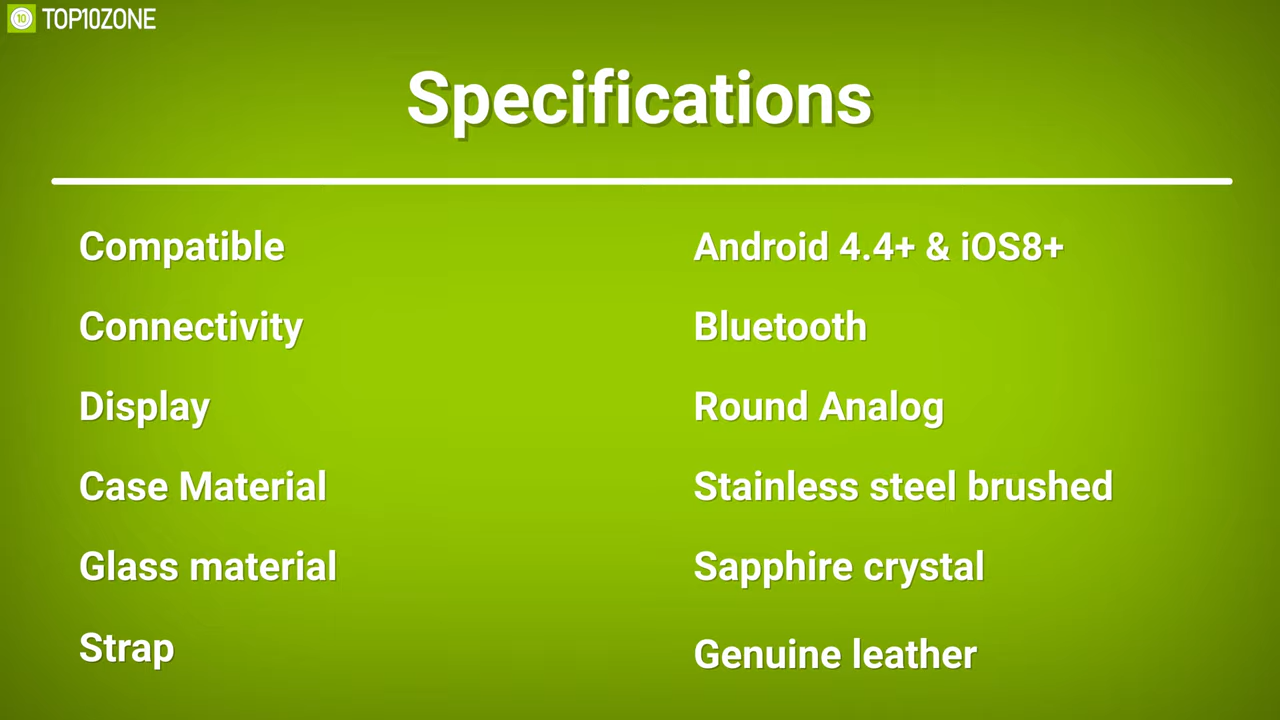 10 TOP10ZONE
Specifications
Compatible Android 4.4+ & iOS8+
Connectivity Bluetooth
Display Round Analog
Case Material Stainless steel brushed
Glass material Sapphire crystal
Strap Genuine leather